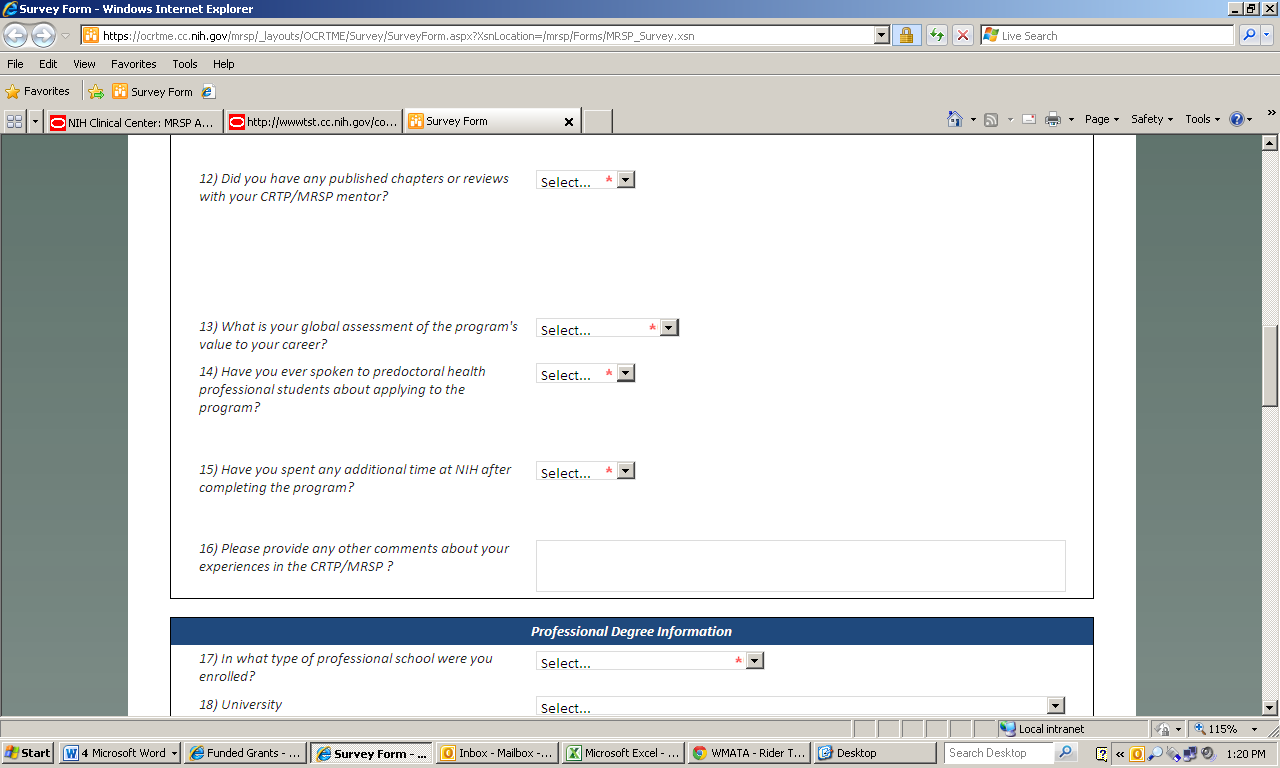 Survey Form - Windows Internet Explorer
https://ocrtme.cc.nih.gov/mrsp/_layouts/OCRTME/Survey/SurveyForm.aspx?XsnLocation=/mrsp/Forms/MRSP_Survey.xsn
Live Search
File Edit View Favorites Tools Help
Favorites Survey Form
NIH Clinical Center: MRSP A... http://wwwtst.cc.nih.gov/co... Survey Form Page Safety Tools
12) Did you have any published chapters or reviews Select... *
with your CRTP/MRSP mentor?
13) What is your global assessment of the program's Select... *
value to your career?
14) Have you ever spoken to predoctoral health Select... *
professional students about applying to the
program?
15) Have you spent any additional time at NIH after Select... *
completing the program?
16) Please provide any other comments about your
experiences in the CRTP/MRSP ?
Professional Degree Information
17) In what type of professional school were you Select... *
enrolled?
18) University Select...
Local intranet 115%
Start 4 Microsoft Word Funded Grants - ... Survey Form - ... Inbox - Mailbox -... Microsoft Excel - ... WMATA - Rider T... Desktop Search Desktop 1:20 PM